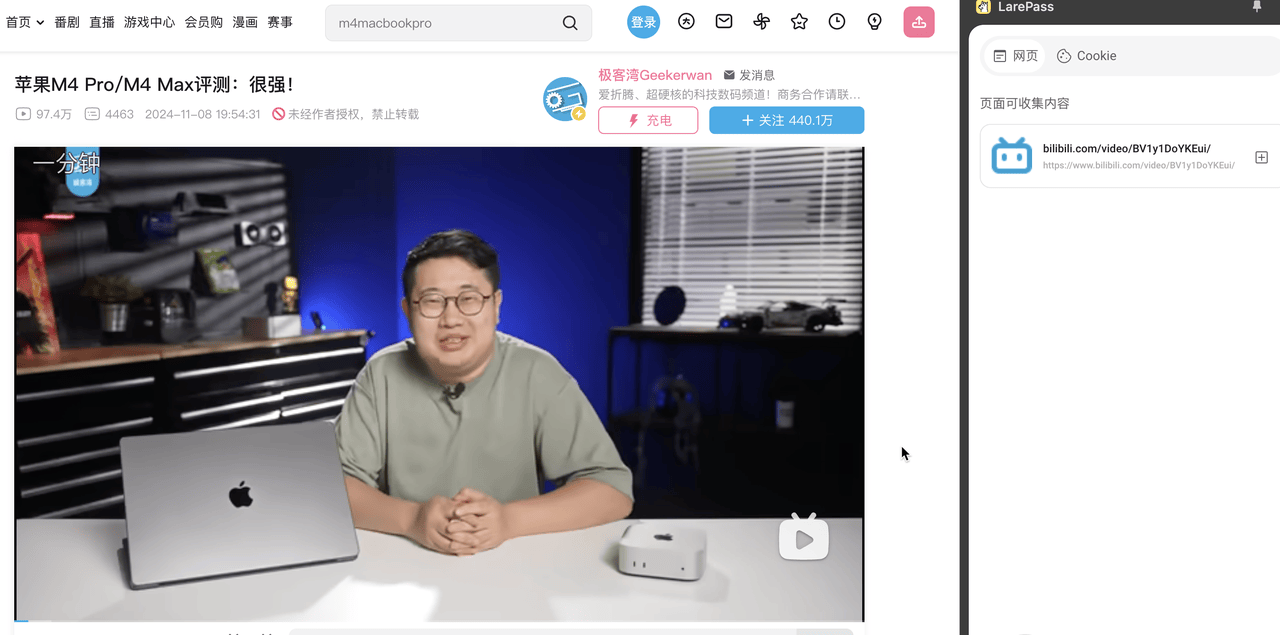 首页 番剧 直播 游戏中心 会员购 漫画 赛事
m4macbookpro
登录
苹果M4 Pro/M4 Max评测：很强！
97.4万 4463 2024-11-08 19:54:31 未经作者授权，禁止转载
极客湾Geekerwan 发消息
爱折腾、超硬核的科技数码频道！商务合作请联...
充电
+ 关注 440.1万
一分钟
极客湾
LarePass
网页 Cookie
页面可收集内容
bilibili.com/video/BV1y1DoYKEui/
https://www.bilibili.com/video/BV1y1DoYKEui/